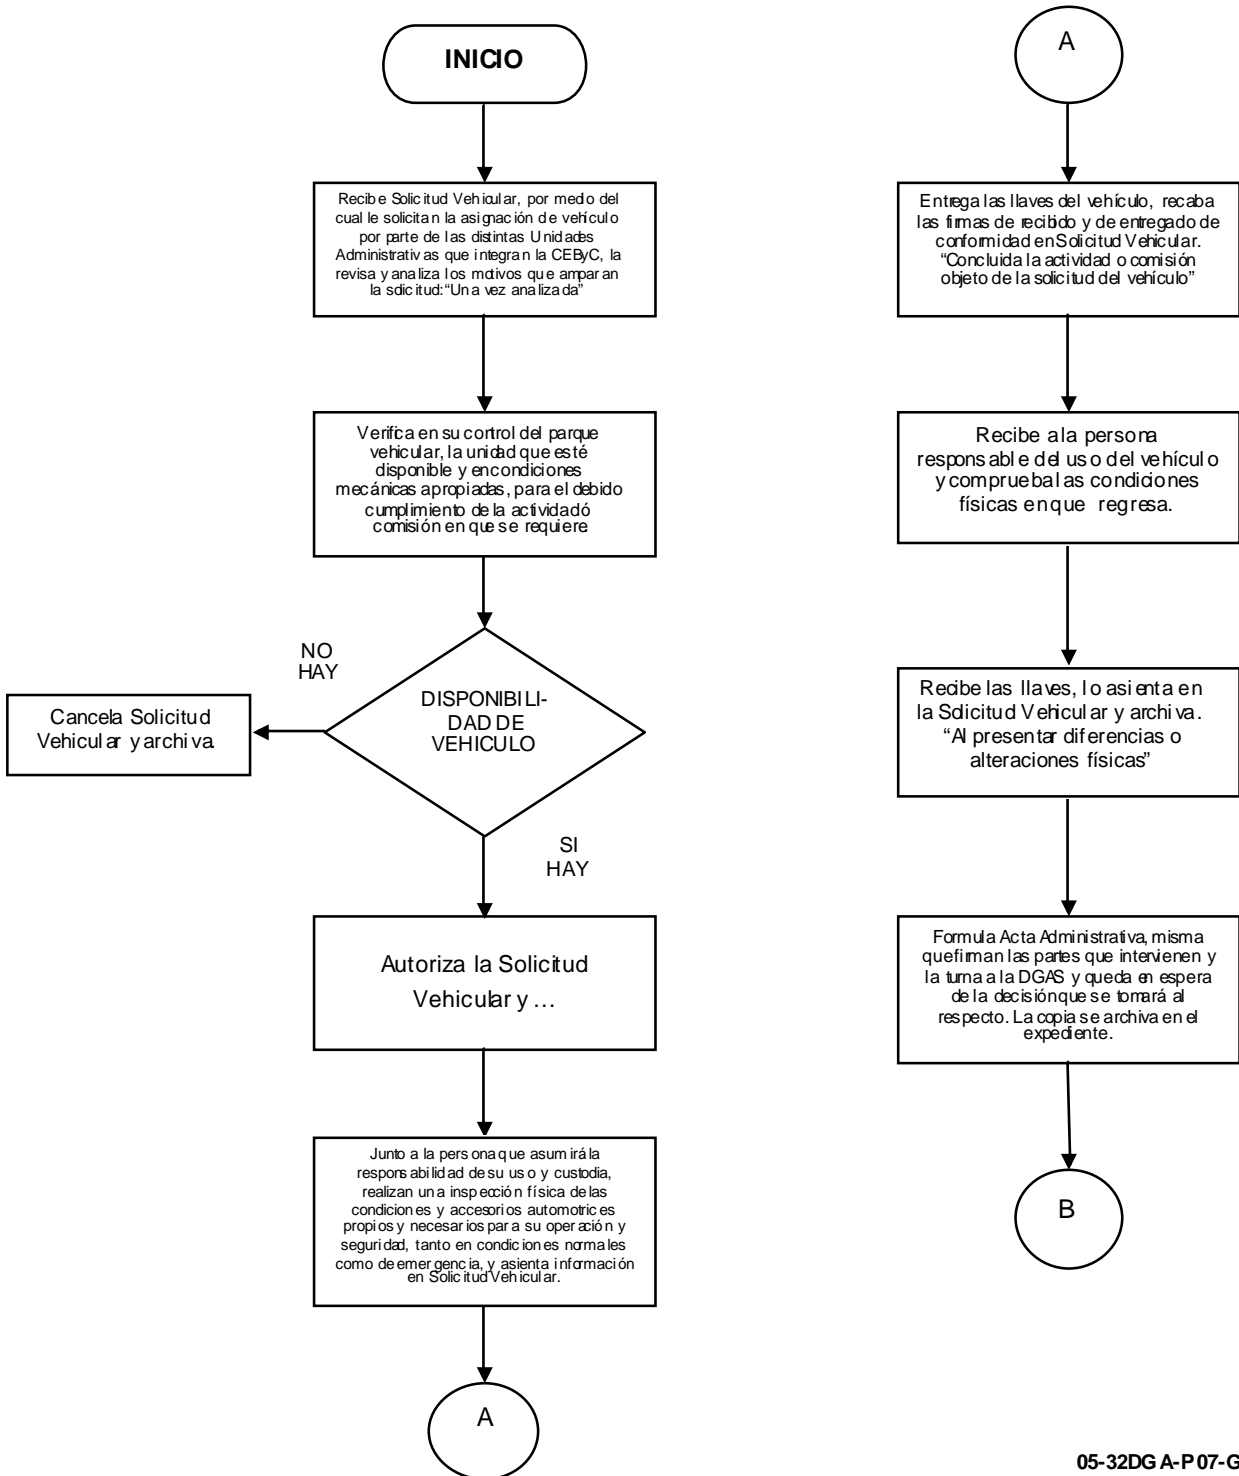 INICIO
Recibe Solicitud Vehicular, por medio del
cual le solicitan la asignación de vehículo
por parte de las distintas Unidades
Administrativas que integran la CEByC, la
revisa y analiza los motivos que amparan
la solicitud: “Una vez analizada”
Verifica en su control del parque
vehicular, la unidad que esté
disponible y en condiciones
mecánicas apropiadas, para el debido
cumplimiento de la actividad ó
comisión en que se requiere.
NO
HAY
DISPONIBILI-
DAD DE
VEHICULO
Cancela Solicitud
Vehicular y archiva.
SI
HAY
Autoriza la Solicitud
Vehicular y …
Junto a la persona que asumirá la
responsabilidad de su uso y custodia,
realizan una inspección física de las
condiciones y accesorios automotrices
propios y necesarios para su operación y
seguridad, tanto en condiciones normales
como de emergencia, y asienta información
en Solicitud Vehicular.
A
A
Entrega las llaves del vehículo, recaba
las firmas de recibido y de entregado de
conformidad en Solicitud Vehicular.
“Concluida la actividad o comisión
objeto de la solicitud del vehículo”
Recibe a la persona
responsable del uso del vehículo
y comprueba las condiciones
físicas en que regresa.
Recibe las llaves, lo asienta en
la Solicitud Vehicular y archiva.
“Al presentar diferencias o
alteraciones físicas”
Formula Acta Administrativa, misma
que firman las partes que intervienen y
la turna a la DGAS y queda en espera
de la decisión que se tomará al
respecto. La copia se archiva en el
expediente.
B
05-32DGA-P07-G